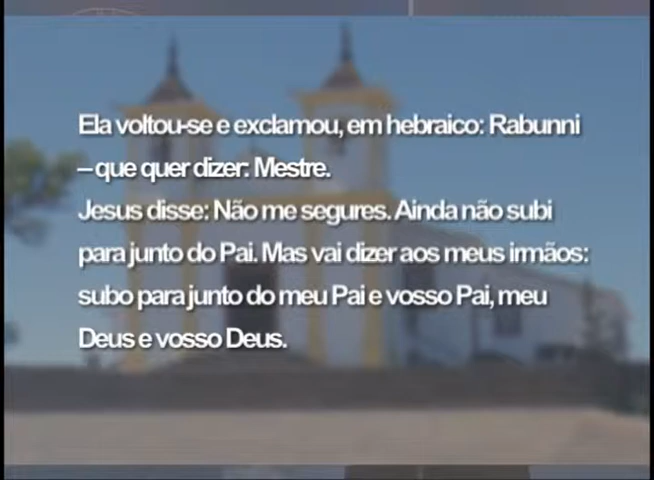 Ela voltou-se e exclamou, em hebraico: Rabunni
– que quer dizer: Mestre.
Jesus disse: Não me segures. Ainda não subi
para junto do Pai. Mas vai dizer aos meus irmãos:
subo para junto do meu Pai e vosso Pai, meu
Deus e vosso Deus.